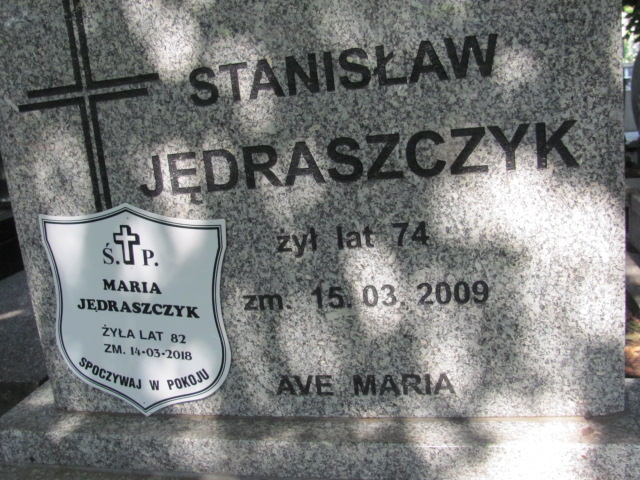 STANISŁAW
JĘDRASZCZYK
żył lat 74
zm. 15.03.2009
AVE MARIA
Ś. P.
MARIA
JĘDRASZCZYK
ŻYŁA LAT 82
ZM. 14-03-2018
SPOCZYWAJ W POKOJU